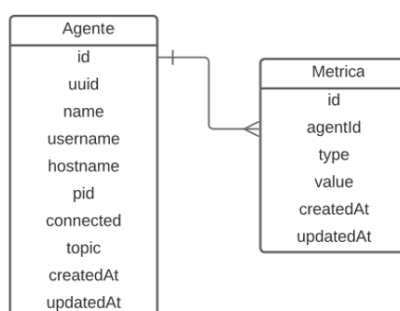 Agente
id
uuid
name
username
hostname
pid
connected
topic
createdAt
updatedAt
Metrica
id
agentId
type
value
createdAt
updatedAt